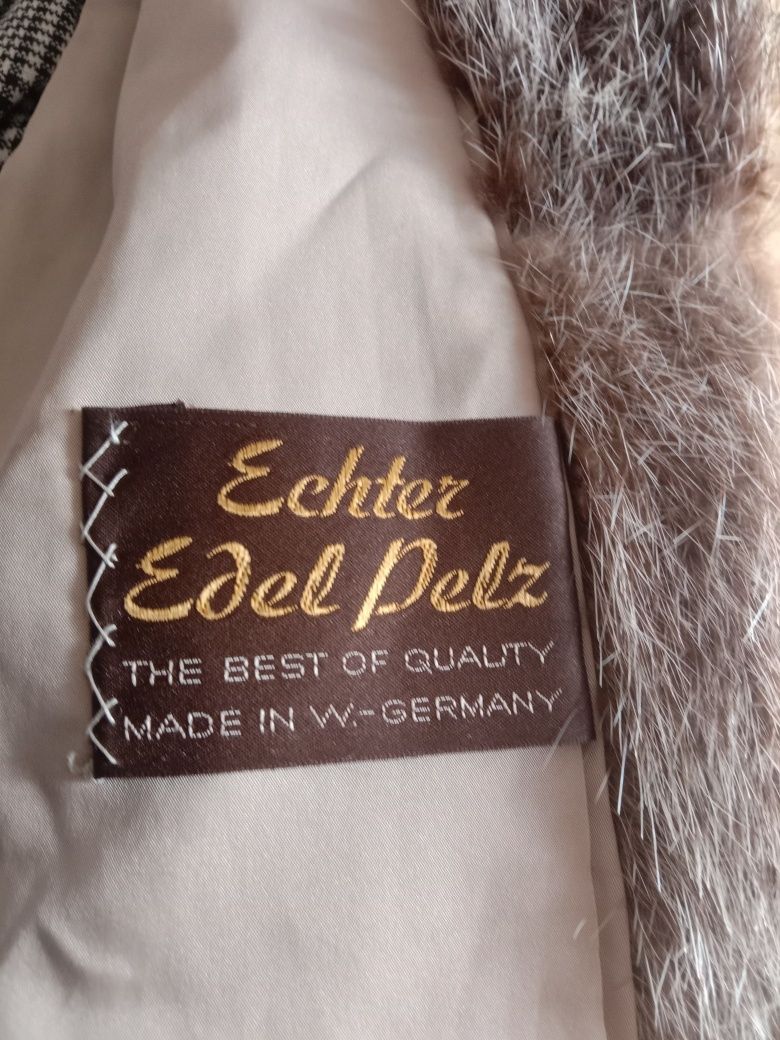 Echter
Edel Pelz
THE BEST OF QUALITY
MADE IN W.-GERMANY